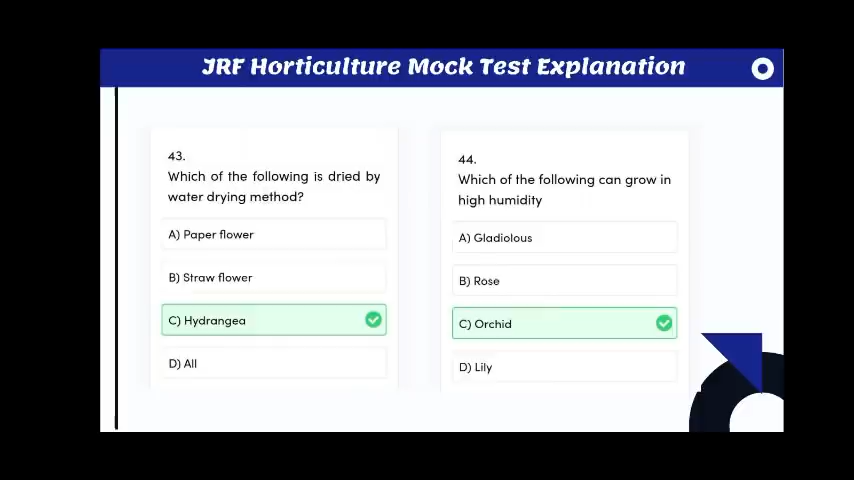 JRF Horticulture Mock Test Explanation
43.
Which of the following is dried by
water drying method?
A) Paper flower
B) Straw flower
C) Hydrangea
D) All
44.
Which of the following can grow in
high humidity
A) Gladiolous
B) Rose
C) Orchid
D) Lily